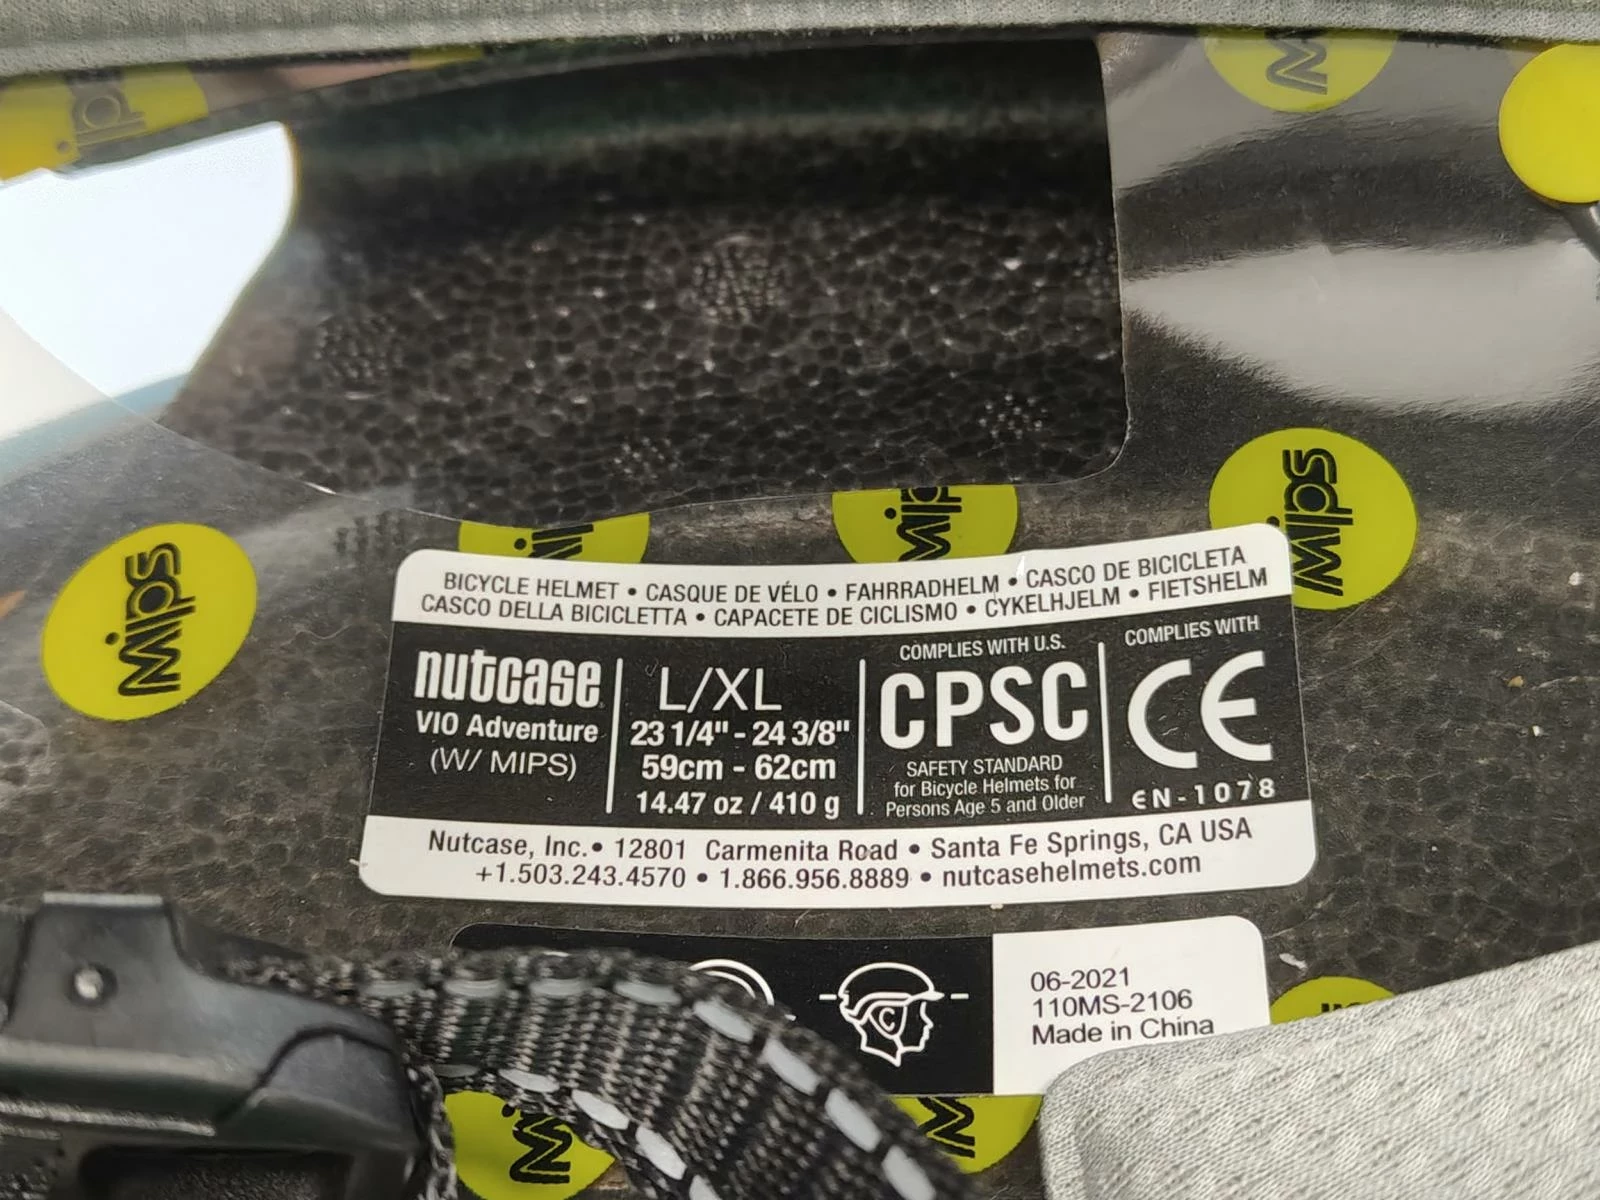 mips
mips
mips
mips
BICYCLE HELMET • CASQUE DE VÉLO • FAHRRADHELM • CASCO DE BICICLETA
CASCO DELLA BICICLETTA • CAPACETE DE CICLISMO • CYKELHJELM • FIETSHELM
nutcase
VIO Adventure
(W/ MIPS)
L/XL
23 1/4" - 24 3/8"
59cm - 62cm
14.47 oz / 410 g
COMPLIES WITH U.S.
CPSC
SAFETY STANDARD
for Bicycle Helmets for
Persons Age 5 and Older
COMPLIES WITH
CE
EN-1078
Nutcase, Inc. • 12801 Carmenita Road • Santa Fe Springs, CA USA
+1.503.243.4570 • 1.866.956.8889 • nutcasehelmets.com
C
06-2021
110MS-2106
Made in China